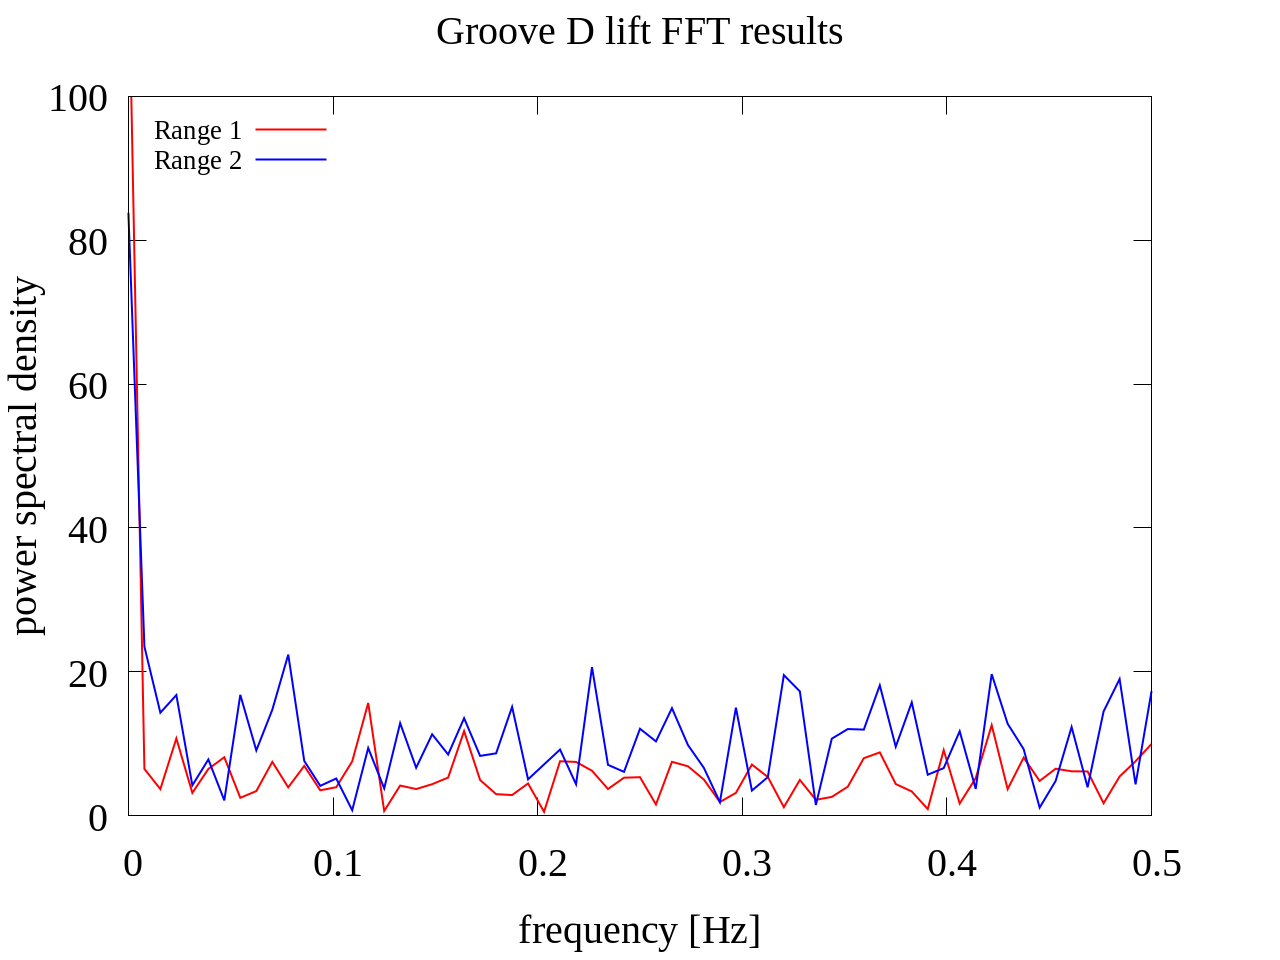 Groove D lift FFT results
100
Range 1
Range 2
80
60
40
20
0
power spectral density
0 0.1 0.2 0.3 0.4 0.5
frequency [Hz]